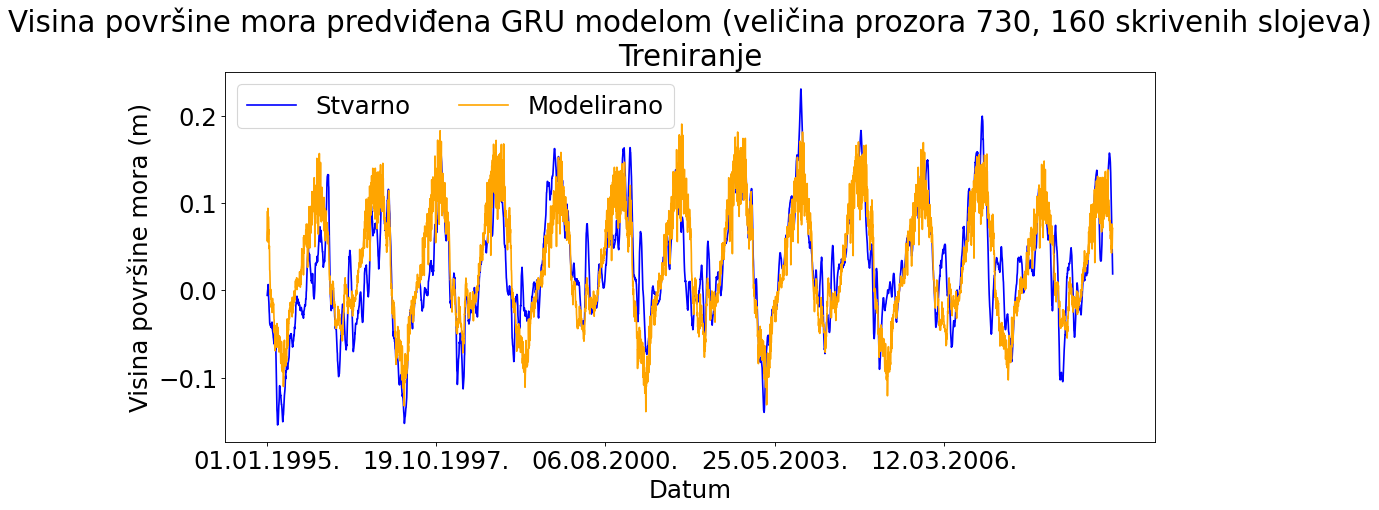 Visina površine mora predviđena GRU modelom (veličina prozora 730, 160 skrivenih slojeva)
Treniranje
Stvarno
Modelirano
Visina površine mora (m)
0.2
0.1
0.0
−0.1
01.01.1995.
19.10.1997.
06.08.2000.
25.05.2003.
12.03.2006.
Datum